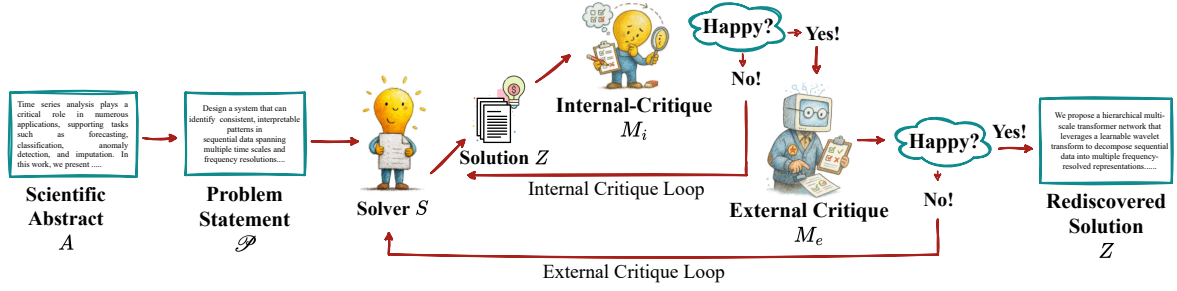 Time series analysis plays a
critical role in numerous
applications, supporting tasks
such as forecasting,
classification, anomaly
detection, and imputation. In
this work, we present .....
Scientific
Abstract
A
Design a system that can
identify consistent, interpretable
patterns in
sequential data spanning
multiple time scales and
frequency resolutions....
Problem
Statement
𝒫
Solver S
$
Solution Z
Internal-Critique
M_i
Happy?
Yes!
No!
Internal Critique Loop
External Critique
M_e
Happy?
Yes!
No!
External Critique Loop
We propose a hierarchical multi-
scale transformer network that
leverages a learnable wavelet
transform to decompose sequential
data into multiple frequency-
resolved representations......
Rediscovered
Solution
Z